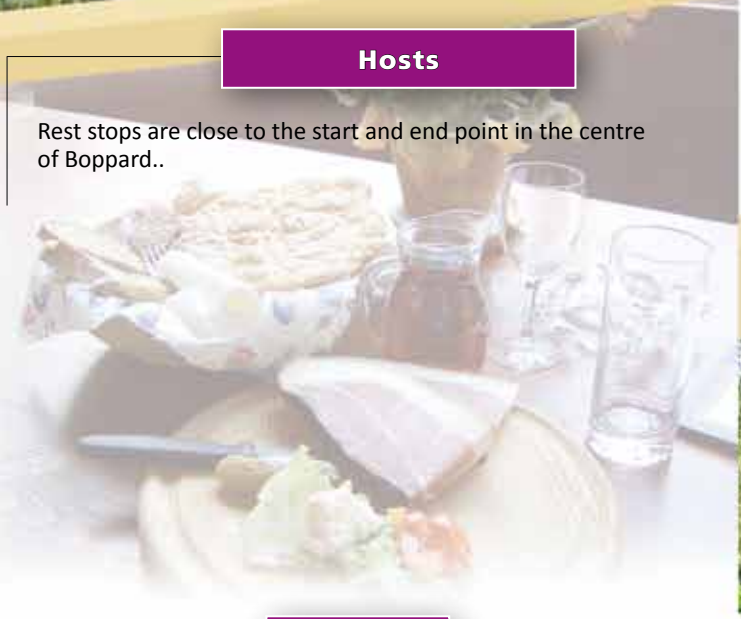 Hosts
Rest stops are close to the start and end point in the centre
of Boppard..